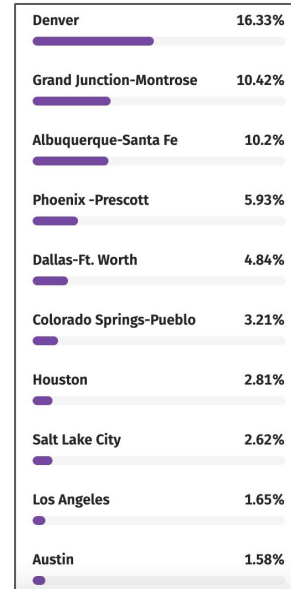 Denver 16.33%
Grand Junction-Montrose 10.42%
Albuquerque-Santa Fe 10.2%
Phoenix -Prescott 5.93%
Dallas-Ft. Worth 4.84%
Colorado Springs-Pueblo 3.21%
Houston 2.81%
Salt Lake City 2.62%
Los Angeles 1.65%
Austin 1.58%